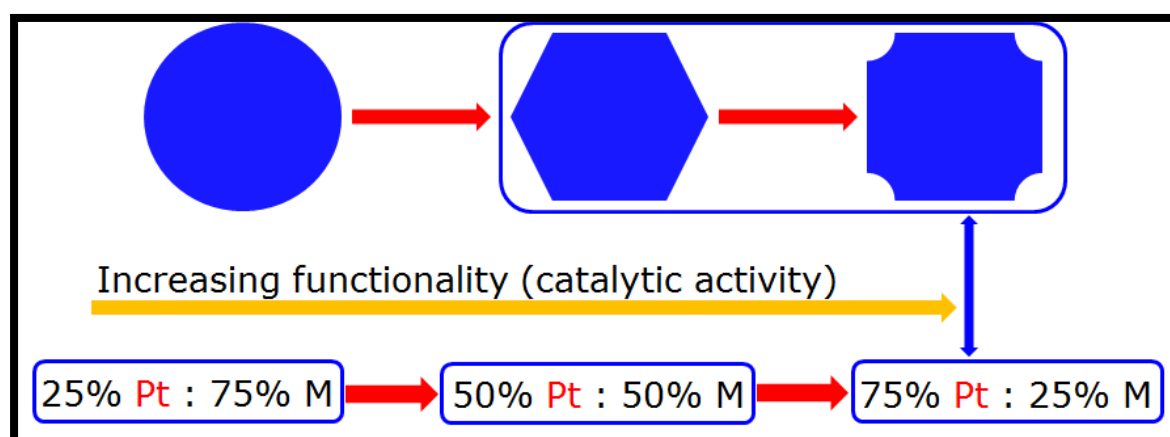 Increasing functionality (catalytic activity)
25% Pt : 75% M
50% Pt : 50% M
75% Pt : 25% M